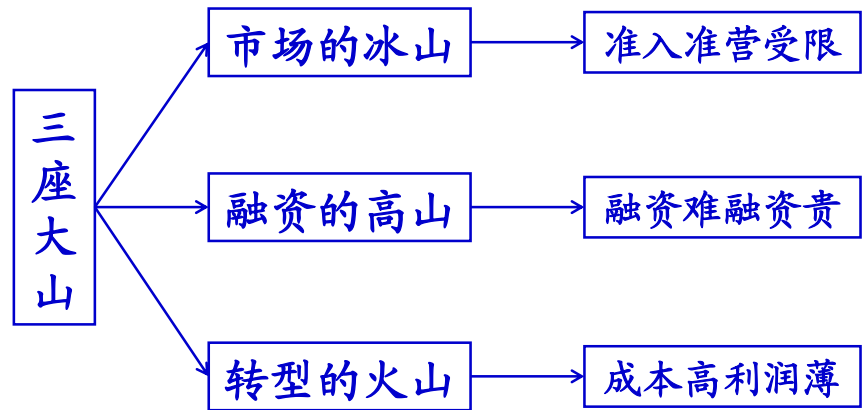 三座大山
市场的冰山
准入准营受限
融资的高山
融资难融资贵
转型的火山
成本高利润薄